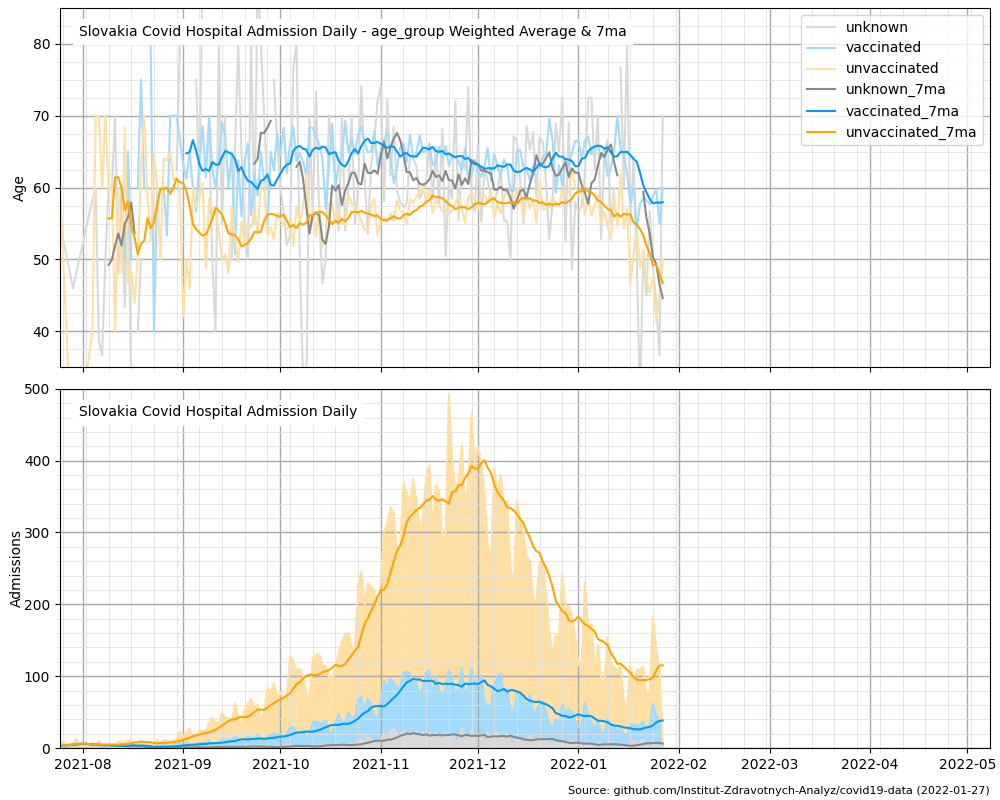 Slovakia Covid Hospital Admission Daily - age_group Weighted Average & 7ma
unknown
vaccinated
unvaccinated
unknown_7ma
vaccinated_7ma
unvaccinated_7ma
80
70
60
50
40
Age
Slovakia Covid Hospital Admission Daily
500
400
300
200
100
0
Admissions
2021-08 2021-09 2021-10 2021-11 2021-12 2022-01 2022-02 2022-03 2022-04 2022-05
Source: github.com/Institut-Zdravotnych-Analyz/covid19-data (2022-01-27)